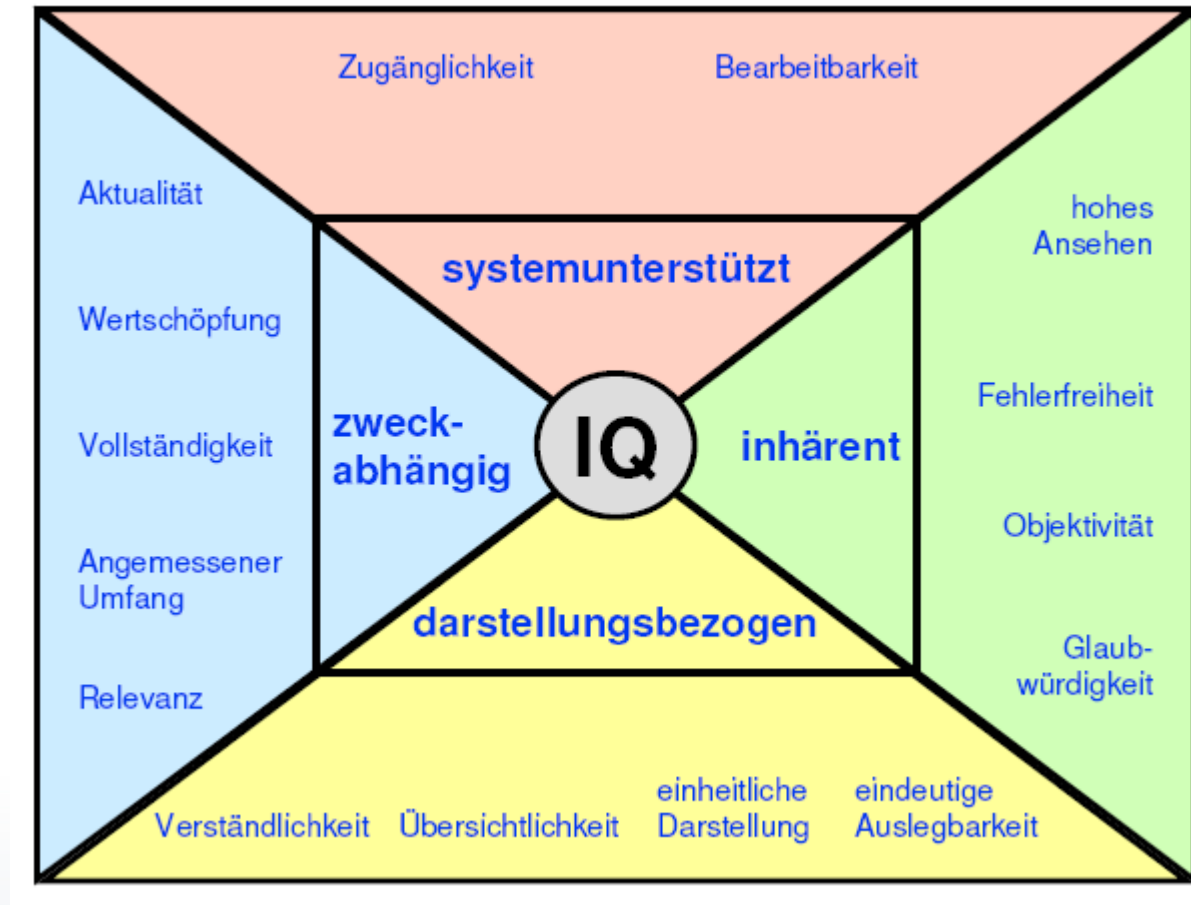 Zugänglichkeit
Bearbeitbarkeit
systemunterstützt
Aktualität
Wertschöpfung
Vollständigkeit
Angemessener
Umfang
Relevanz
zweck-
abhängig
IQ
inhärent
hohes
Ansehen
Fehlerfreiheit
Objektivität
Glaub-
würdigkeit
darstellungsbezogen
Verständlichkeit
Übersichtlichkeit
einheitliche
Darstellung
eindeutige
Auslegbarkeit